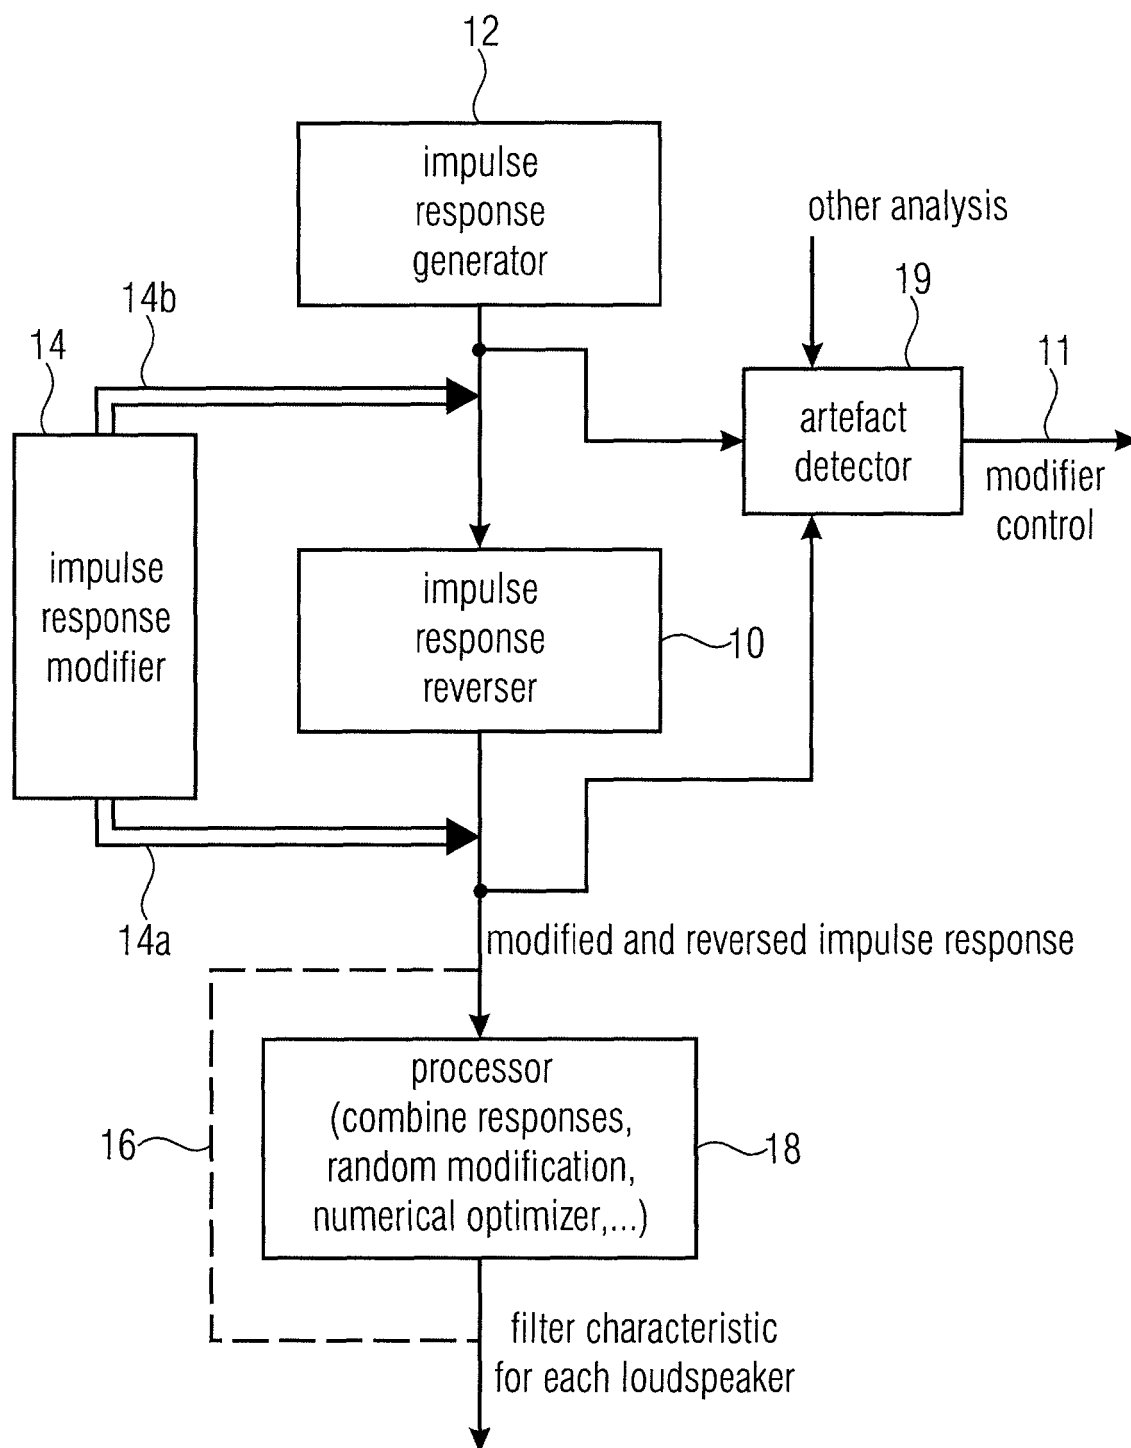 12
impulse
response
generator
other analysis
19
14b
14
11
artefact
detector
modifier
control
impulse
response
modifier
impulse
response
reverser
10
14a
modified and reversed impulse response
processor
(combine responses,
random modification,
numerical optimizer,...)
16
18
filter characteristic
for each loudspeaker